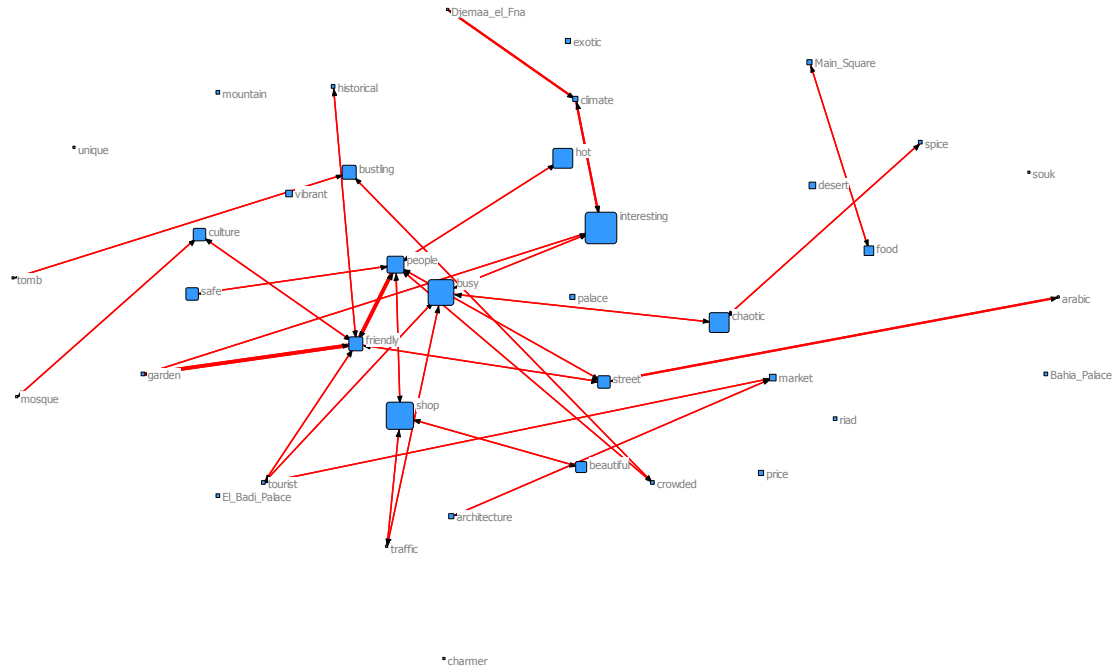 Djemaa_el_Fna
exotic
Main_Square
historical
mountain
climate
unique
spice
hot
bustling
souk
desert
vibrant
interesting
culture
food
people
tomb
busy
safe
palace
arabic
chaotic
friendly
garden
street
market
Bahia_Palace
mosque
shop
riad
beautiful
price
tourist
crowded
El_Badi_Palace
architecture
traffic
charmer